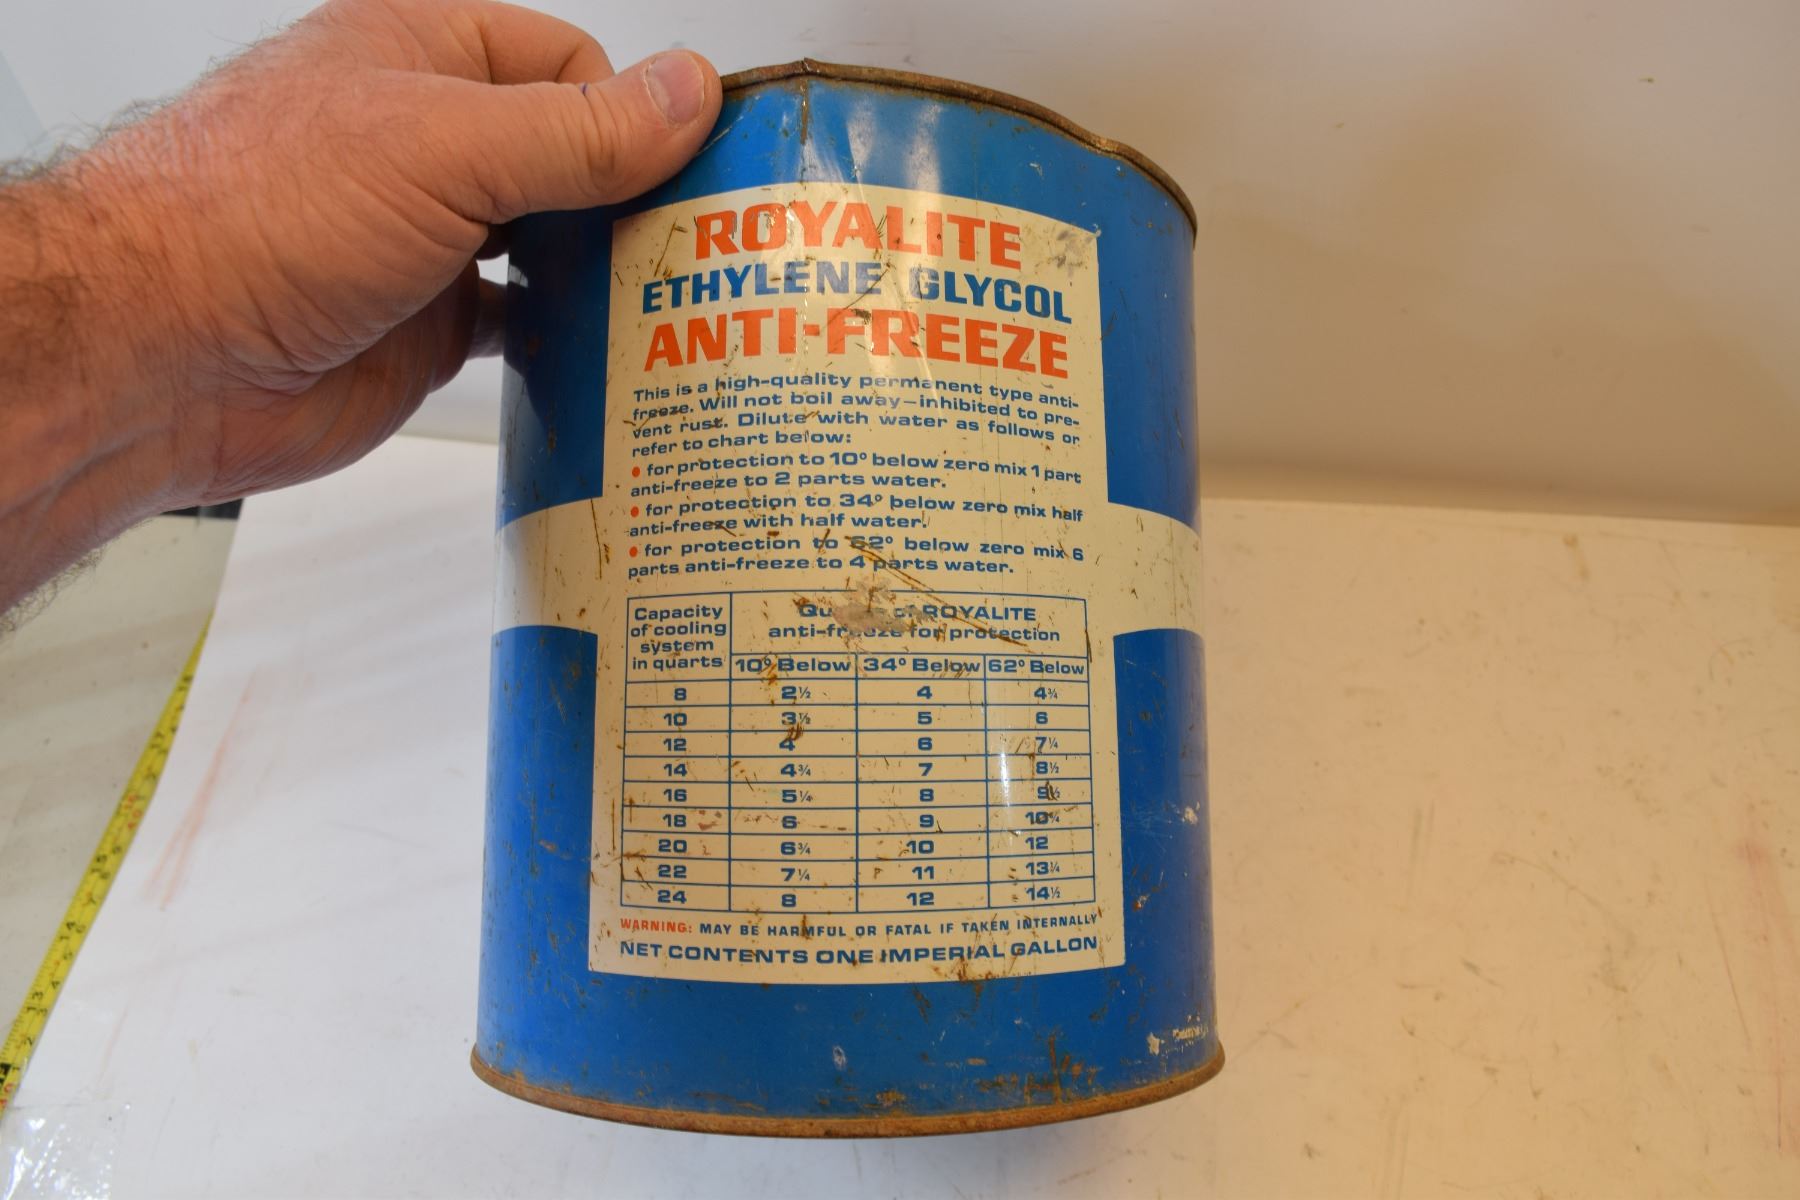 ROYALITE
ETHYLENE GLYCOL
ANTI-FREEZE
This is a high-quality permanent type anti-
freeze. Will not boil away—inhibited to pre-
vent rust. Dilute with water as follows or
refer to chart below:
• for protection to 10° below zero mix 1 part
anti-freeze to 2 parts water.
• for protection to 34° below zero mix half
anti-freeze with half water.
• for protection to 62° below zero mix 6
parts anti-freeze to 4 parts water.
Capacity
of cooling
system
in quarts
of ROYALITE
anti-freeze for protection
10° Below 34° Below 62° Below
8 2½ 4 4¾
10 3½ 5 6
12 4 6 7¼
14 4¾ 7 8½
16 5¼ 8 9½
18 6 9 10¾
20 6¾ 10 12
22 7¼ 11 13¼
24 8 12 14½
WARNING: MAY BE HARMFUL OR FATAL IF TAKEN INTERNALLY
NET CONTENTS ONE IMPERIAL GALLON